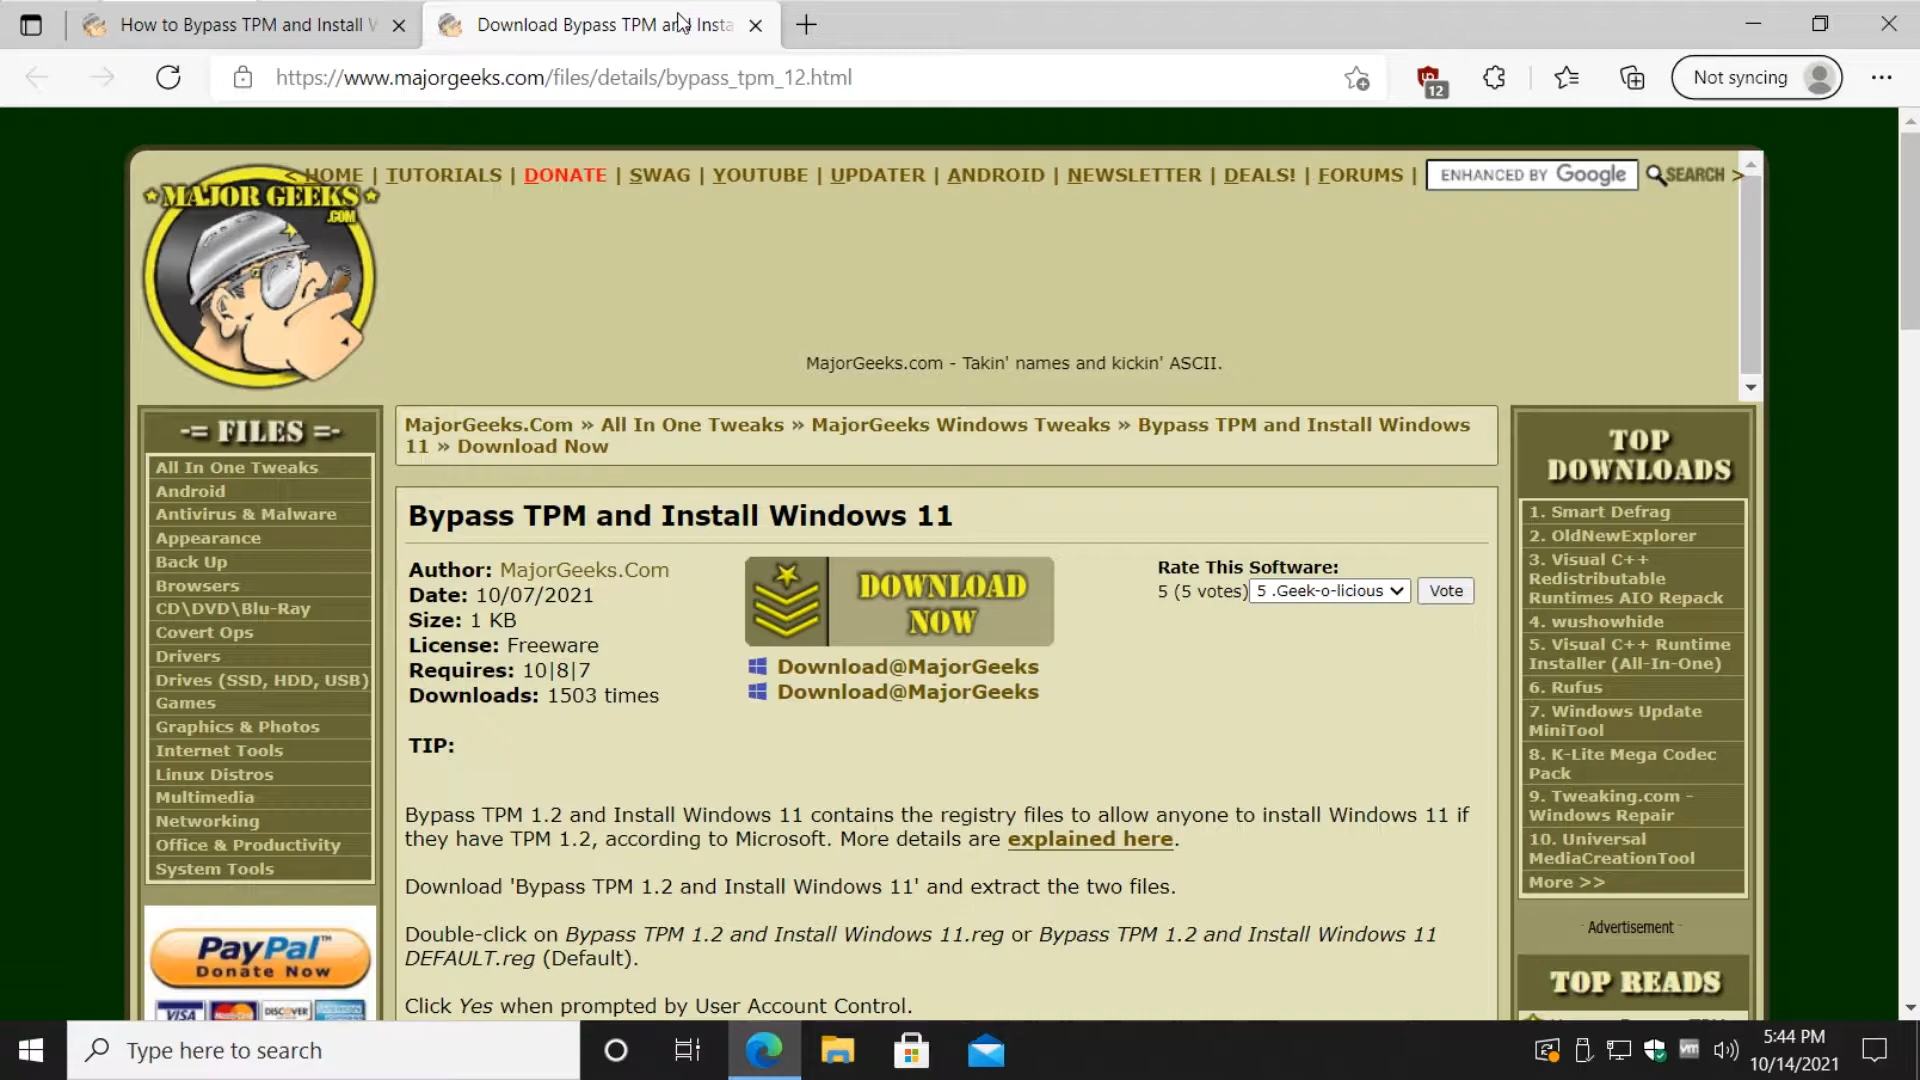 How to Bypass TPM and Install W
Download Bypass TPM and Insta
https://www.majorgeeks.com/files/details/bypass_tpm_12.html
12
Not syncing
MAJOR GEEKS
.COM
< HOME | TUTORIALS | DONATE | SWAG | YOUTUBE | UPDATER | ANDROID | NEWSLETTER | DEALS! | FORUMS | ENHANCED BY Google SEARCH >
MajorGeeks.com - Takin' names and kickin' ASCII.
-= FILES =-
All In One Tweaks
Android
Antivirus & Malware
Appearance
Back Up
Browsers
CD\DVD\Blu-Ray
Covert Ops
Drivers
Drives (SSD, HDD, USB)
Games
Graphics & Photos
Internet Tools
Linux Distros
Multimedia
Networking
Office & Productivity
System Tools
PayPal™
Donate Now
VISA MasterCard DISCOVER
MajorGeeks.Com » All In One Tweaks » MajorGeeks Windows Tweaks » Bypass TPM and Install Windows
11 » Download Now
Bypass TPM and Install Windows 11
Author: MajorGeeks.Com
Date: 10/07/2021
Size: 1 KB
License: Freeware
Requires: 10|8|7
Downloads: 1503 times
DOWNLOAD
NOW
Download@MajorGeeks
Download@MajorGeeks
Rate This Software:
5 (5 votes) 5 .Geek-o-licious Vote
TIP:
Bypass TPM 1.2 and Install Windows 11 contains the registry files to allow anyone to install Windows 11 if
they have TPM 1.2, according to Microsoft. More details are explained here.
Download 'Bypass TPM 1.2 and Install Windows 11' and extract the two files.
Double-click on Bypass TPM 1.2 and Install Windows 11.reg or Bypass TPM 1.2 and Install Windows 11
DEFAULT.reg (Default).
Click Yes when prompted by User Account Control.
TOP
DOWNLOADS
1. Smart Defrag
2. OldNewExplorer
3. Visual C++
Redistributable
Runtimes AIO Repack
4. wushowhide
5. Visual C++ Runtime
Installer (All-In-One)
6. Rufus
7. Windows Update
MiniTool
8. K-Lite Mega Codec
Pack
9. Tweaking.com -
Windows Repair
10. Universal
MediaCreationTool
More >>
- Advertisement -
TOP READS
Type here to search
vm
5:44 PM
10/14/2021